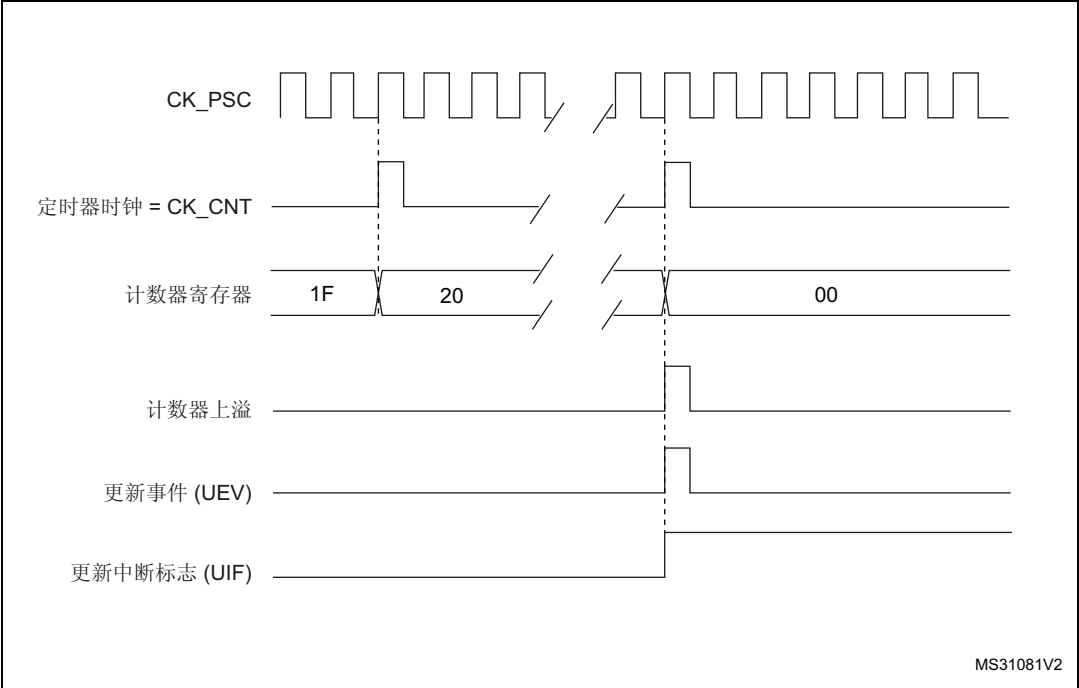 CK_PSC
定时器时钟 = CK_CNT
计数器寄存器
1F
20
00
计数器上溢
更新事件 (UEV)
更新中断标志 (UIF)
MS31081V2